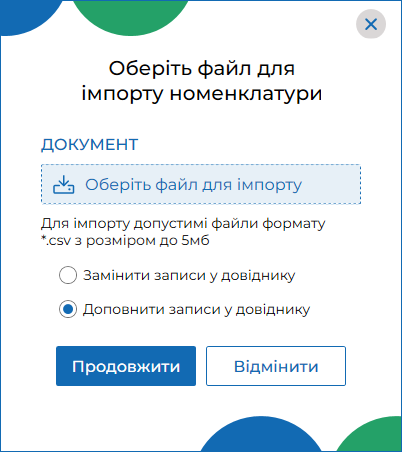 Оберіть файл для
імпорту номенклатури
ДОКУМЕНТ
Оберіть файл для імпорту
Для імпорту допустимі файли формату
*.csv з розміром до 5мб
Замінити записи у довіднику
Доповнити записи у довіднику
Продовжити
Відмінити